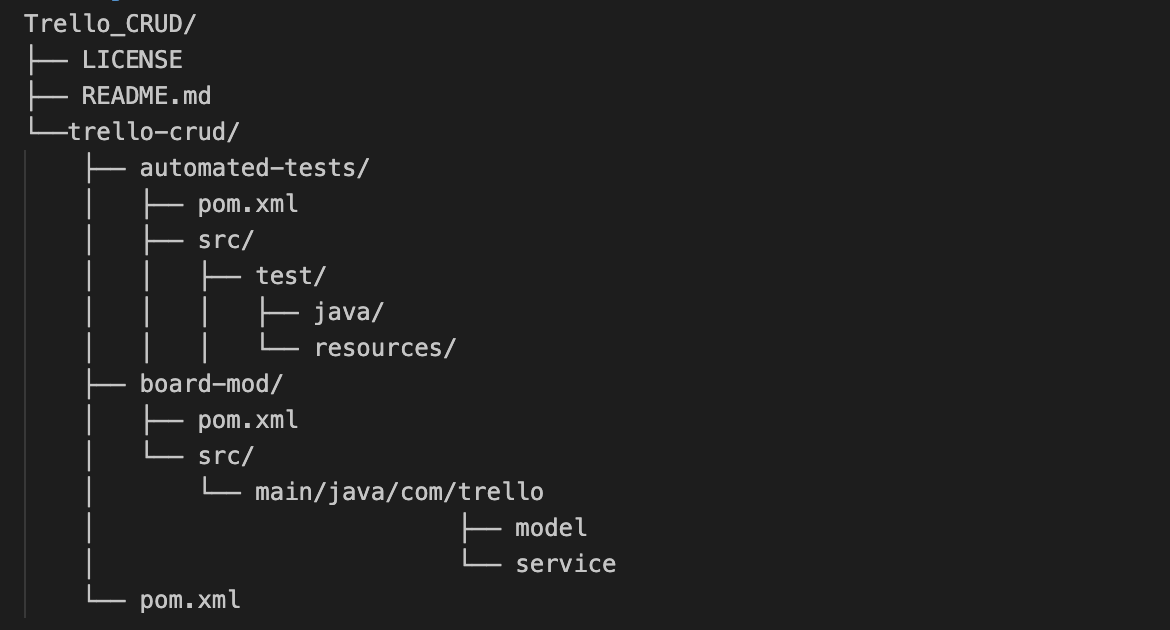 Trello_CRUD/
├── LICENSE
├── README.md
└──trello-crud/
    ├── automated-tests/
    │   ├── pom.xml
    │   ├── src/
    │   │   ├── test/
    │   │   │   ├── java/
    │   │   │   └── resources/
    ├── board-mod/
    │   ├── pom.xml
    │   └── src/
    │       └── main/java/com/trello
    │                         ├── model
    │                         └── service
    └── pom.xml